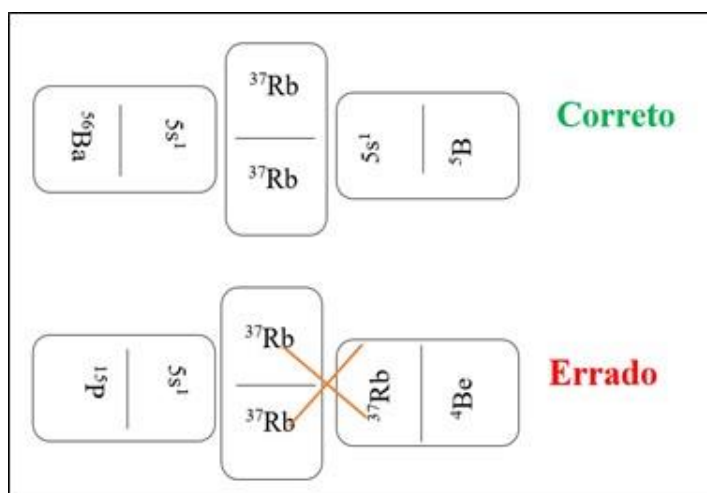 ⁵⁶Ba
5s¹
³⁷Rb
³⁷Rb
5s¹
⁵B
Correto
¹⁵P
5s¹
³⁷Rb
³⁷Rb
³⁷Rb
⁴Be
Errado